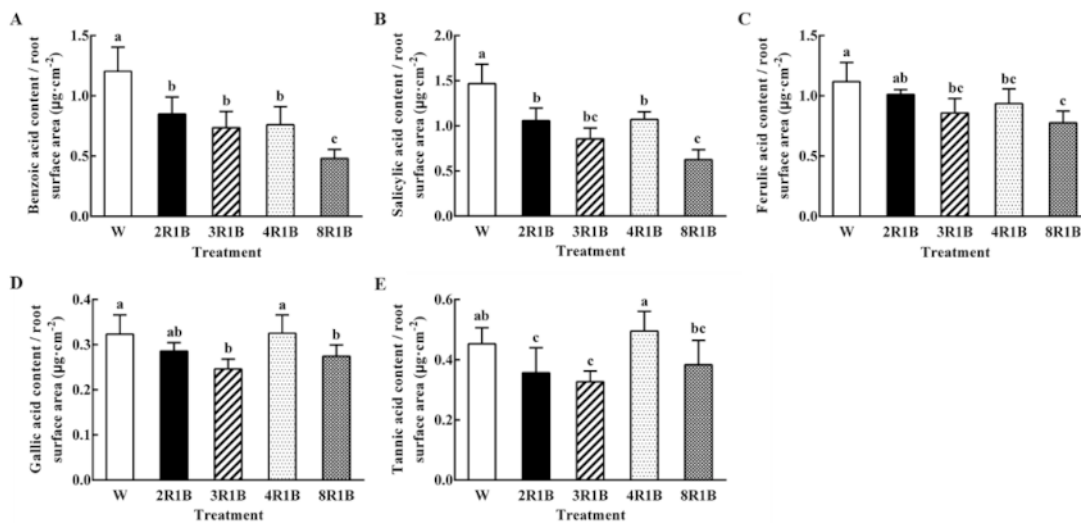 A
Benzoic acid content / root
surface area (µg·cm⁻²)
1.5
1.0
0.5
0.0
a
b
b
b
c
W 2R1B 3R1B 4R1B 8R1B
Treatment
B
Salicylic acid content / root
surface area (µg·cm⁻²)
2.0
1.5
1.0
1.5
0.0
a
b
bc
b
c
W 2R1B 3R1B 4R1B 8R1B
Treatment
C
Ferulic acid content / root
surface area (µg·cm⁻²)
1.5
1.0
0.5
0.0
a
ab
bc
bc
c
W 2R1B 3R1B 4R1B 8R1B
Treatment
D
Gallic acid content / root
surface area (µg·cm⁻²)
0.4
0.3
0.3
0.1
0.0
a
ab
b
a
b
W 2R1B 3R1B 4R1B 8R1B
Treatment
E
Tannic acid content / root
surface area (µg·cm⁻²)
0.6
0.4
0.4
0.0
ab
c
c
a
bc
W 2R1B 3R1B 4R1B 8R1B
Treatment